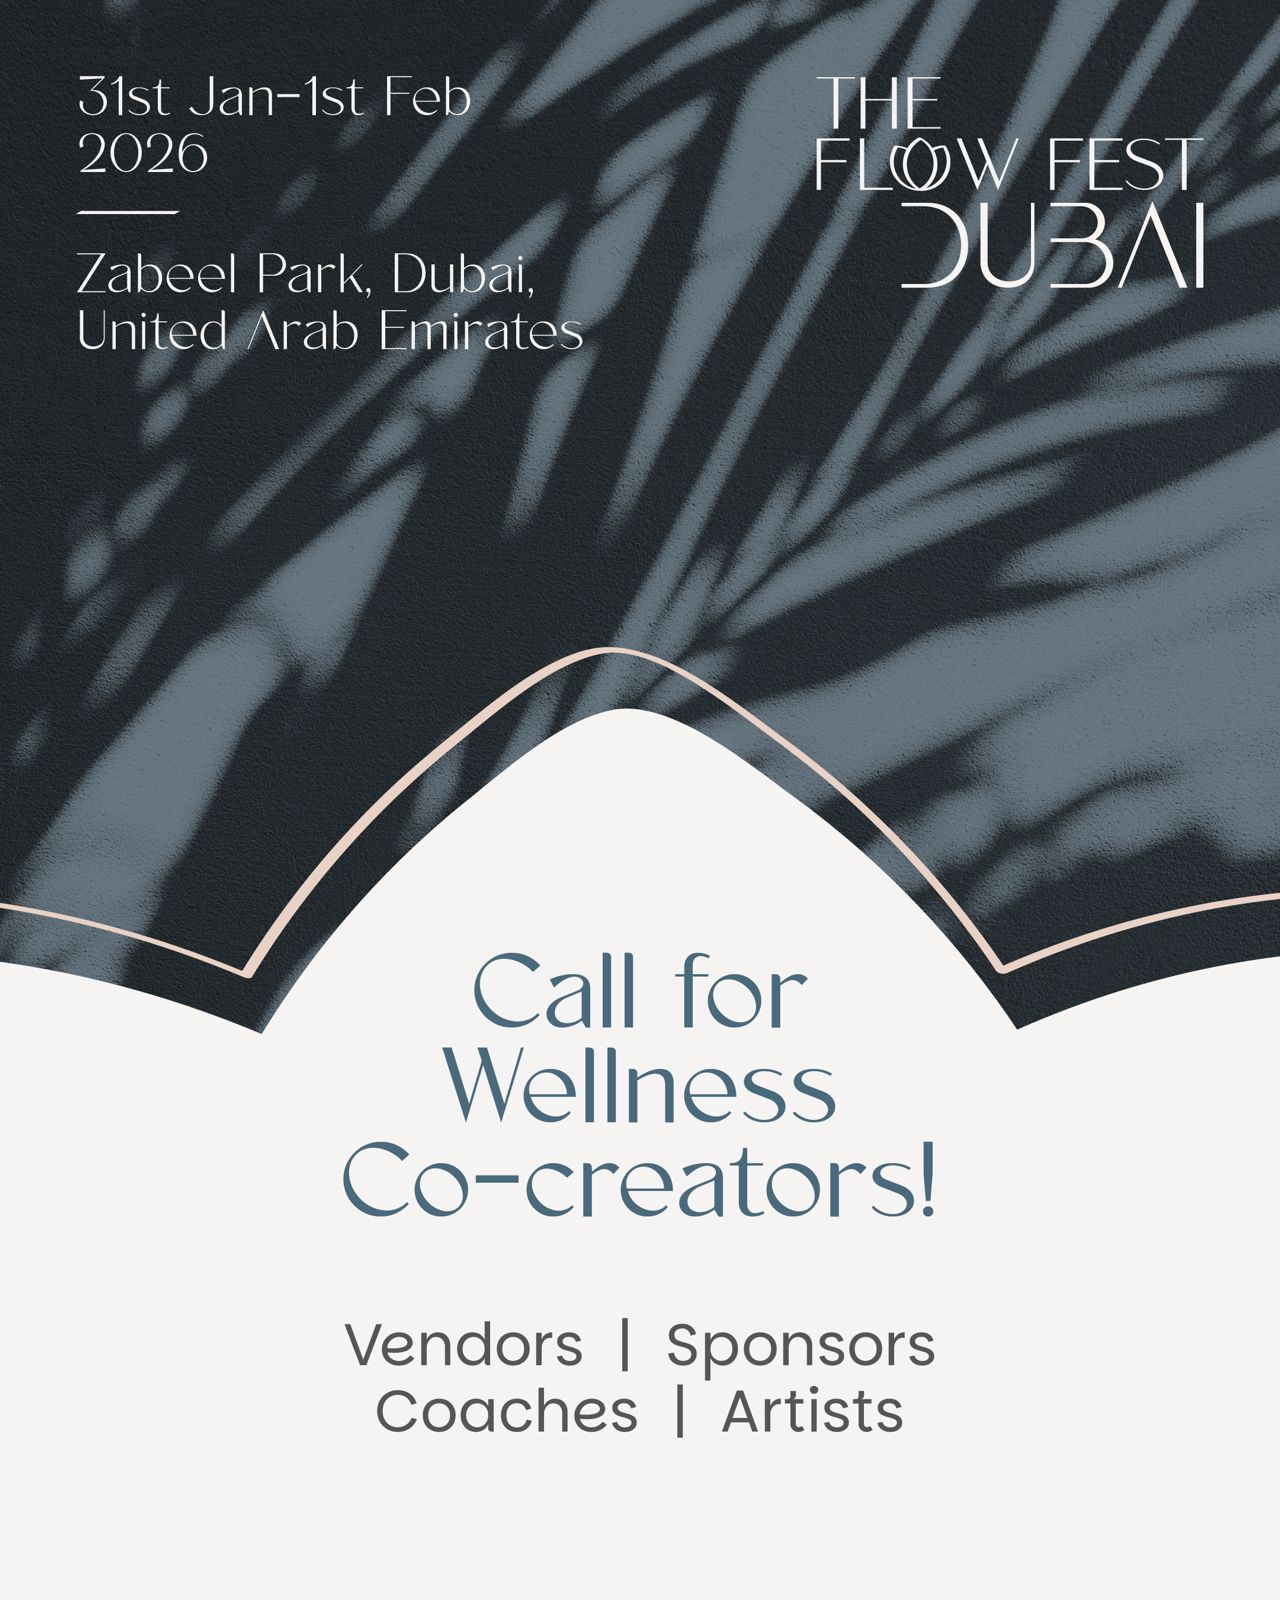 31st Jan–1st Feb
2026
Zabeel Park, Dubai,
United Arab Emirates
THE
FLOW FEST
DUBAI
Call for
Wellness
Co-creators!
Vendors | Sponsors
Coaches | Artists